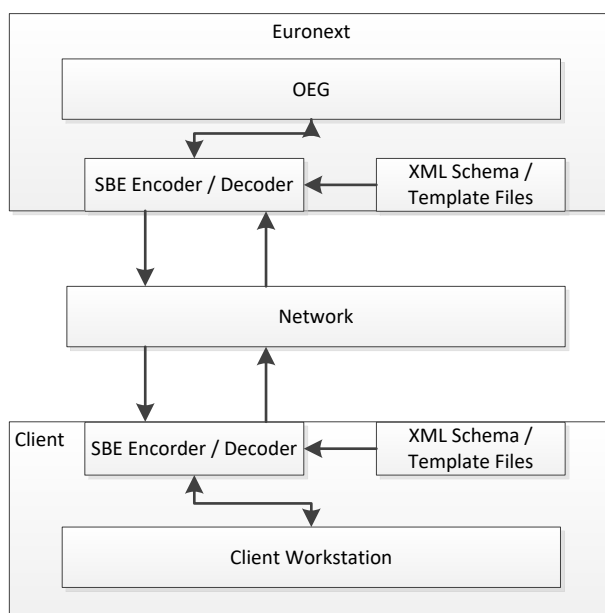 Euronext
OEG
SBE Encoder / Decoder
XML Schema /
Template Files
Network
Client
SBE Encorder / Decoder
XML Schema /
Template Files
Client Workstation